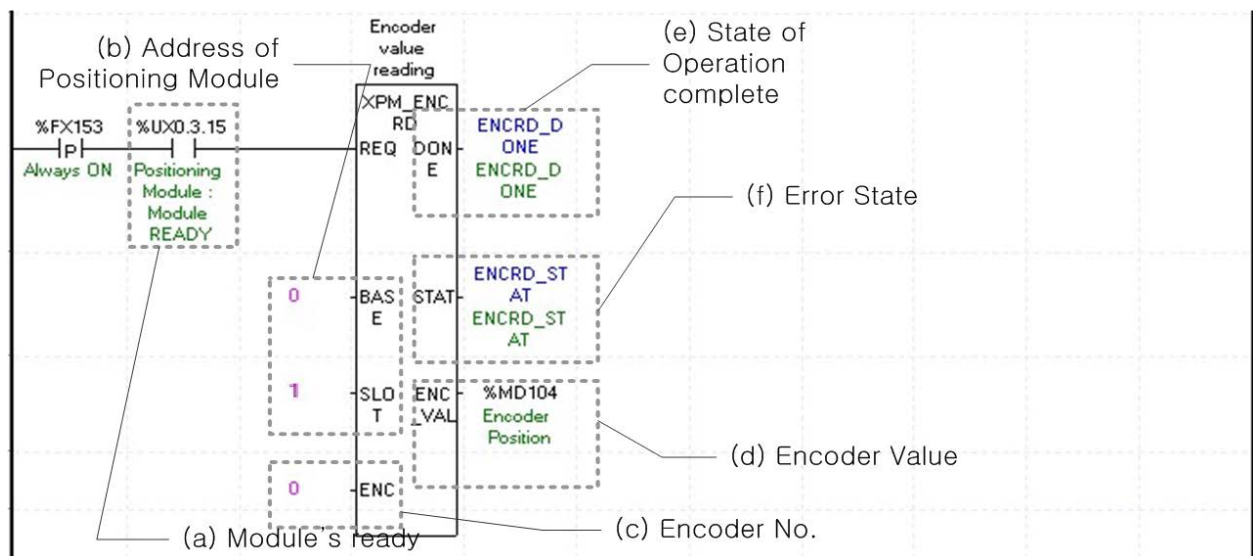 Encoder
value
reading
(b) Address of
Positioning Module
(e) State of
Operation
complete
XPM_ENC
RD
%FX153
%UX0.3.15
P
REQ
DON
E
ENCRD_D
ONE
ENCRD_D
ONE
Always ON
Positioning
Module :
Module
READY
(f) Error State
0
BAS
E
STAT
ENCRD_ST
AT
ENCRD_ST
AT
1
SLO
T
ENC
_VAL
%MD104
Encoder
Position
(d) Encoder Value
0
ENC
(a) Module's ready
(c) Encoder No.